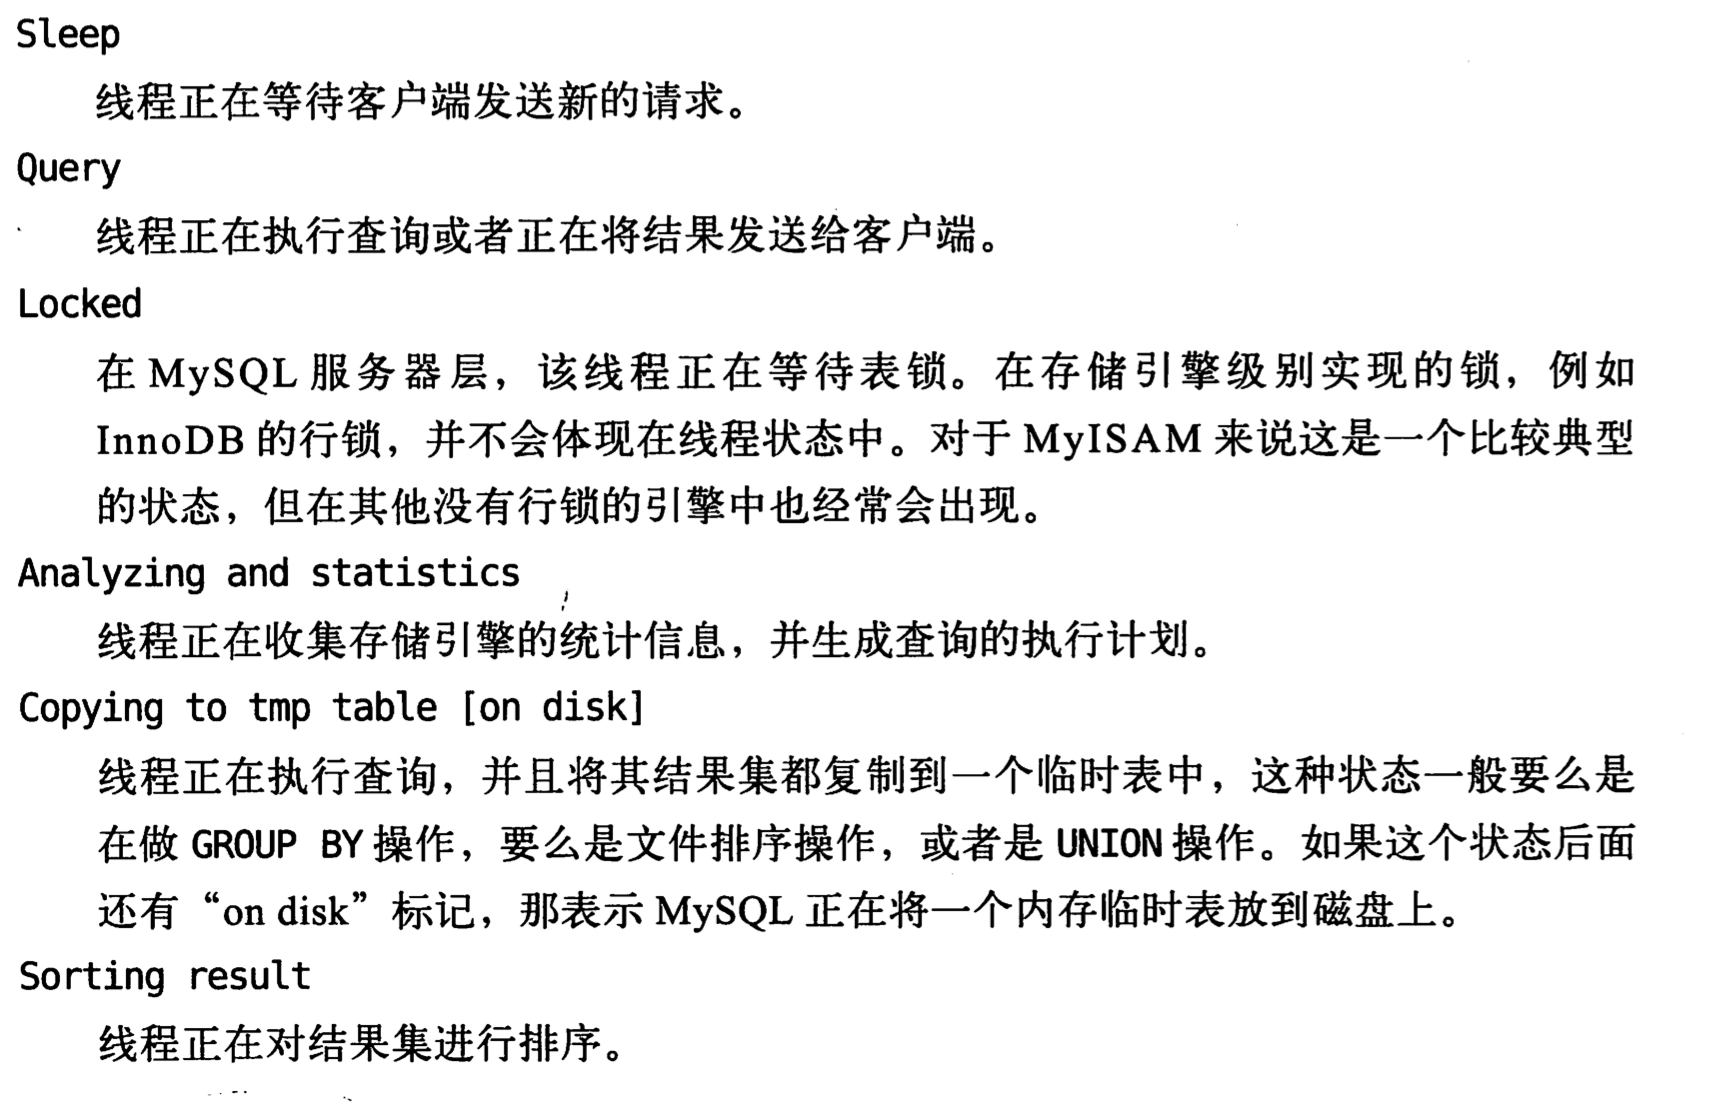 Sleep
线程正在等待客户端发送新的请求。
Query
线程正在执行查询或者正在将结果发送给客户端。
Locked
在 MySQL 服务器层，该线程正在等待表锁。在存储引擎级别实现的锁，例如
InnoDB 的行锁，并不会体现在线程状态中。对于 MyISAM 来说这是一个比较典型
的状态，但在其他没有行锁的引擎中也经常会出现。
Analyzing and statistics
线程正在收集存储引擎的统计信息，并生成查询的执行计划。
Copying to tmp table [on disk]
线程正在执行查询，并且将其结果集都复制到一个临时表中，这种状态一般要么是
在做 GROUP BY 操作，要么是文件排序操作，或者是 UNION 操作。如果这个状态后面
还有“on disk”标记，那表示 MySQL 正在将一个内存临时表放到磁盘上。
Sorting result
线程正在对结果集进行排序。